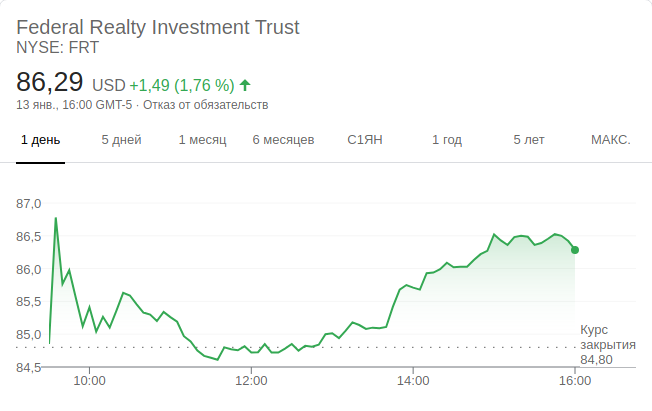 Federal Realty Investment Trust
NYSE: FRT
86,29 USD +1,49 (1,76 %)
13 янв., 16:00 GMT-5 · Отказ от обязательств
1 день 5 дней 1 месяц 6 месяцев С1ЯН 1 год 5 лет МАКС.
87,0
86,5
86,0
85,5
85,0
84,5
Курс
закрытия
84,80
10:00 12:00 14:00 16:00